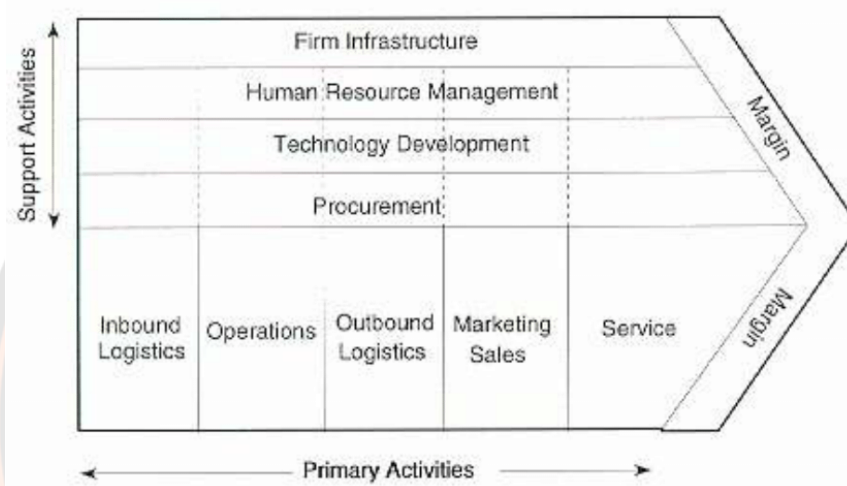 Support Activities
Firm Infrastructure
Human Resource Management
Technology Development
Procurement
Margin
Inbound
Logistics
Operations
Outbound
Logistics
Marketing
Sales
Service
Margin
Primary Activities